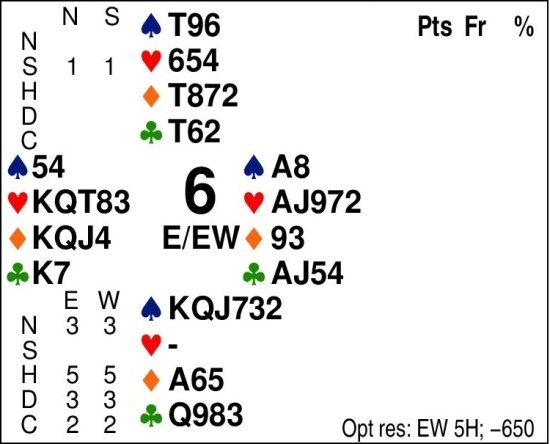 N S ♠ T96 Pts Fr %
N
S 1 1 ♥ 654
H ♦ T872
D
C ♣ T62
♠ 54 ♠ A8
♥ KQT83 6 ♥ AJ972
♦ KQJ4 E/EW ♦ 93
♣ K7 ♣ AJ54
E W ♠ KQJ732
N 3 3
S ♥ -
H 5 5 ♦ A65
D 3 3
C 2 2 ♣ Q983
Opt res: EW 5H; −650